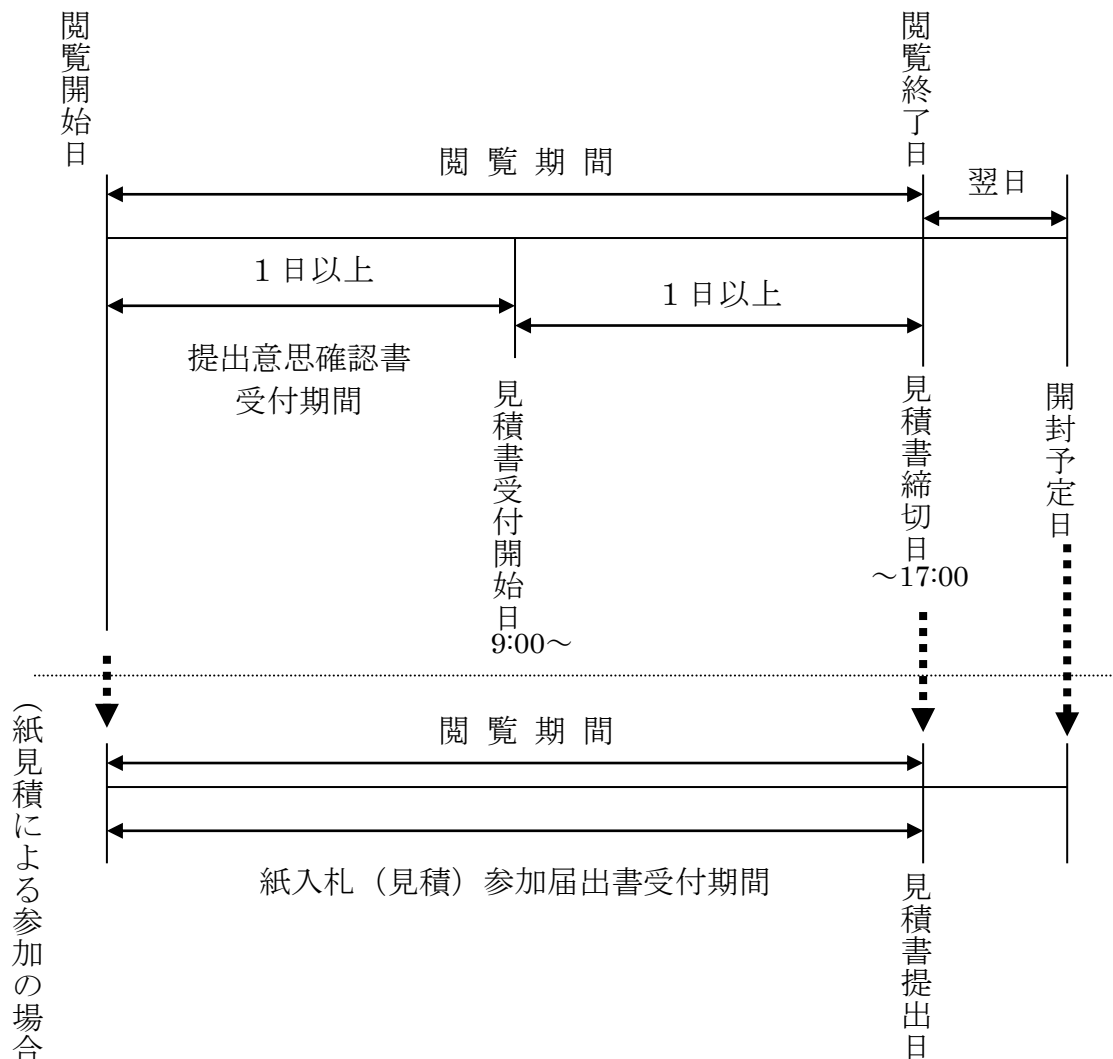 閲覧開始日
閲覧終了日
閲 覧 期 間
翌日
１日以上
１日以上
提出意思確認書
受付期間
見積書受付開始日
9:00～
見積書締切日
～17:00
開封予定日
（紙見積による参加の場合
閲 覧 期 間
紙入札（見積）参加届出書受付期間
見積書提出日